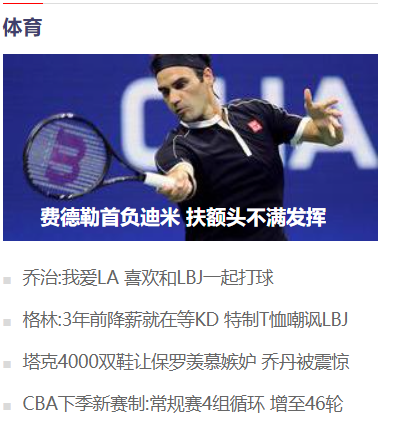 体育
CHA
W
费德勒首负迪米 扶额头不满发挥
乔治:我爱LA 喜欢和LBJ一起打球
格林:3年前降薪就在等KD 特制T恤嘲讽LBJ
塔克4000双鞋让保罗羡慕嫉妒 乔丹被震惊
CBA下季新赛制:常规赛4组循环 增至46轮